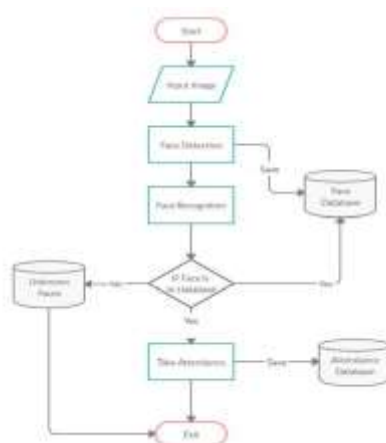 Start
Input Image
Face Detection
Save
Face
Database
Face Recognition
IF Face Is
in database
Unknown
Faces
No
Yes
Yes
Take Attendance
Save
Attendance
Database
Exit